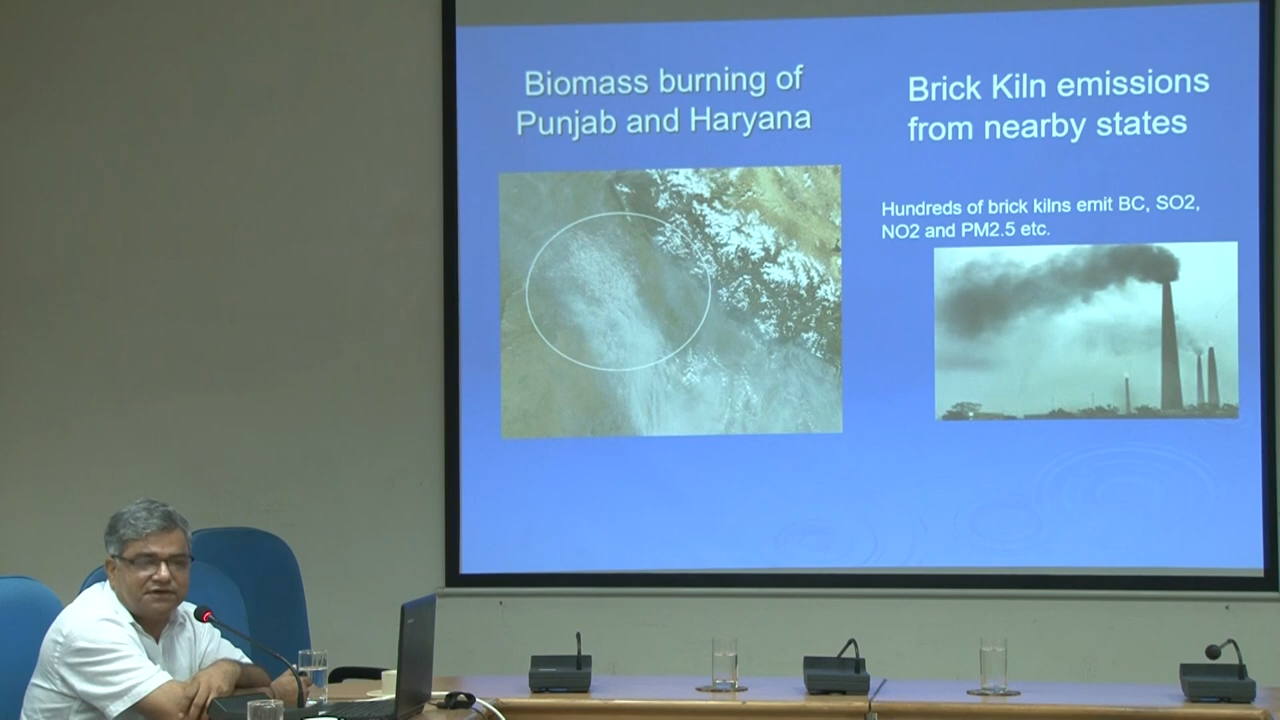 Biomass burning of
Punjab and Haryana
Brick Kiln emissions
from nearby states
Hundreds of brick kilns emit BC, SO2,
NO2 and PM2.5 etc.